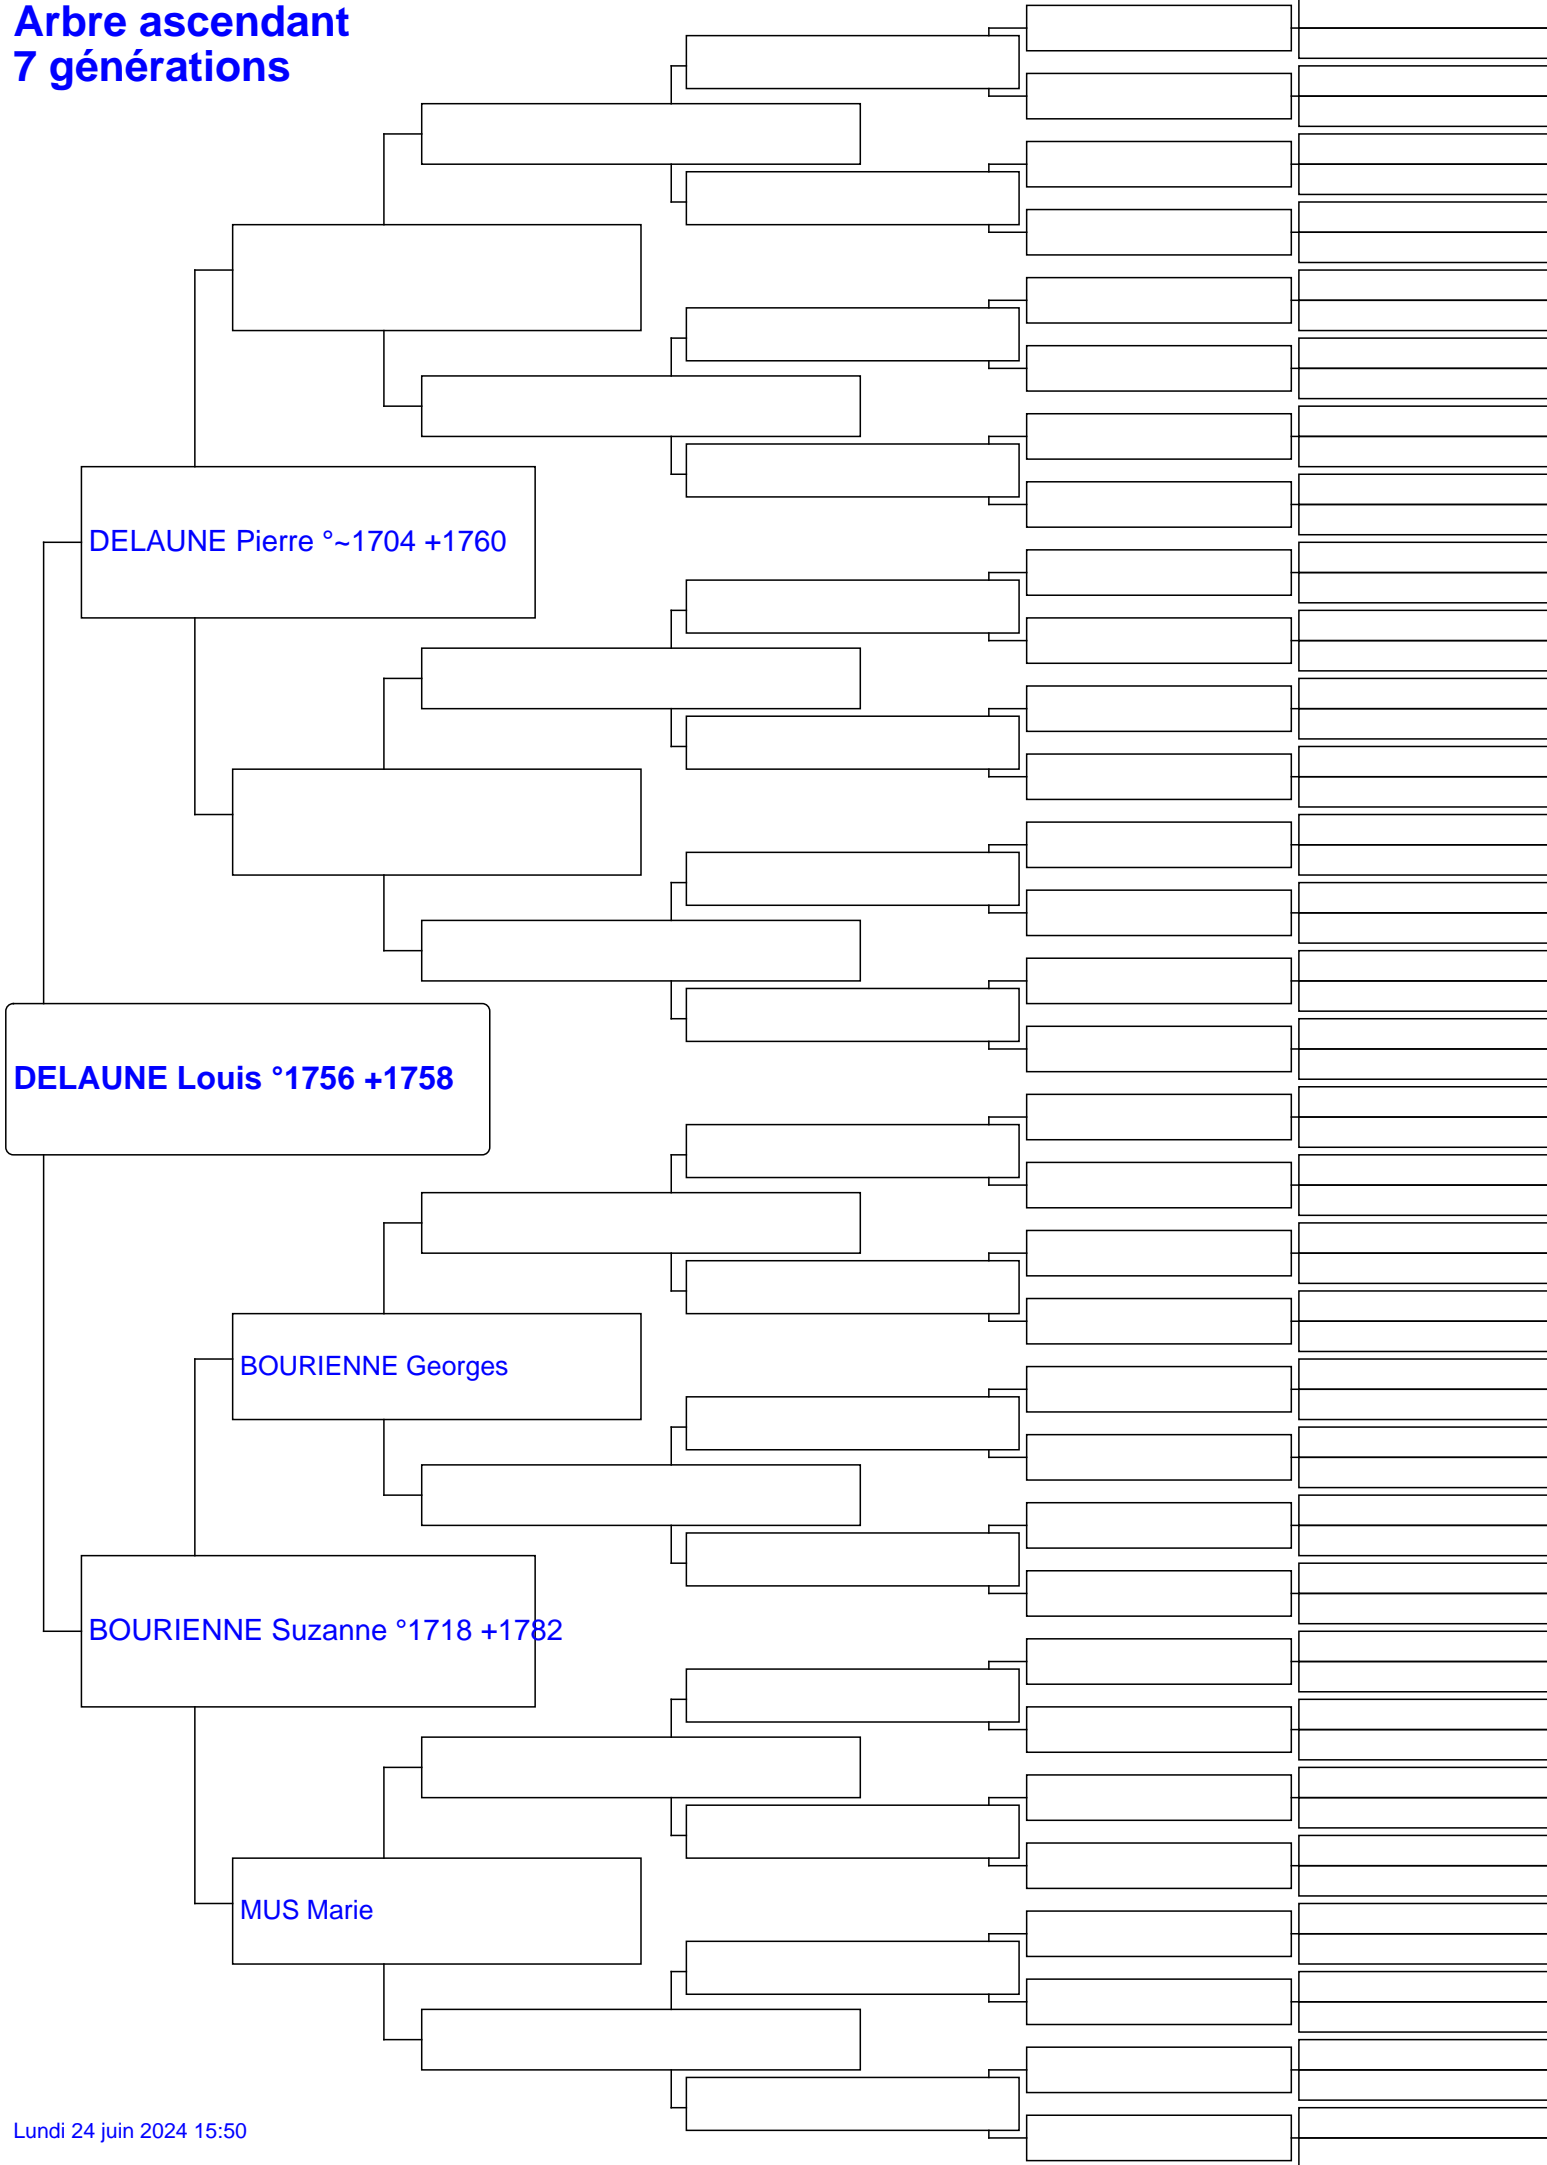 Arbre ascendant
7 générations
DELAUNE Pierre °~1704 +1760
DELAUNE Louis °1756 +1758
BOURIENNE Georges
BOURIENNE Suzanne °1718 +1782
MUS Marie
Lundi 24 juin 2024 15:50